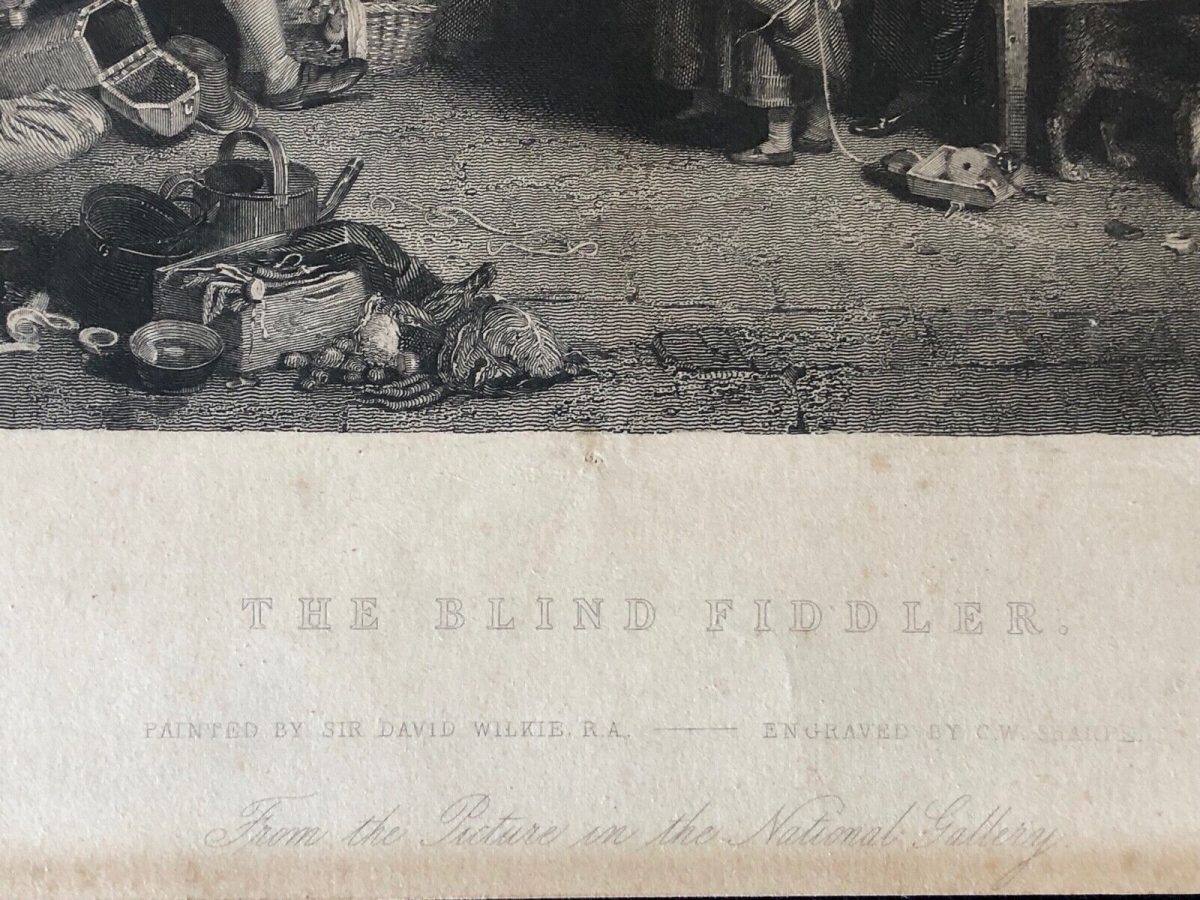 THE BLIND FIDDLER.
PAINTED BY SIR DAVID WILKIE, R.A. —— ENGRAVED BY C.W. SHARPE.
From the Picture in the National Gallery